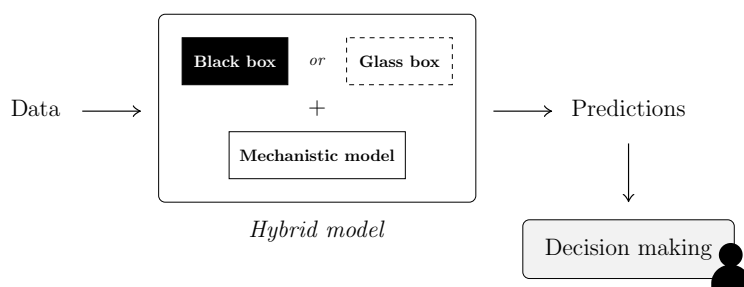 Black box or Glass box
Data + Predictions
Mechanistic model
Hybrid model
Decision making